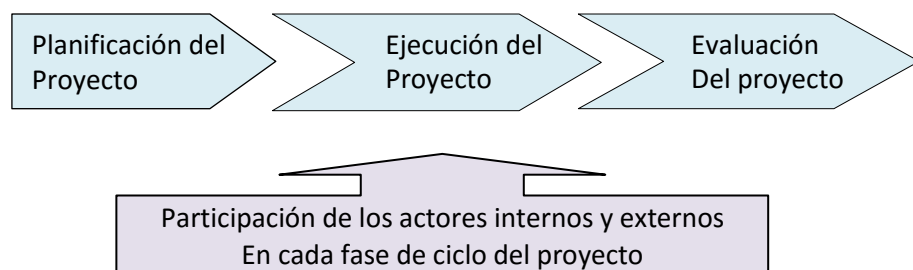 Planificación del
Proyecto
Ejecución del
Proyecto
Evaluación
Del proyecto
Participación de los actores internos y externos
En cada fase de ciclo del proyecto